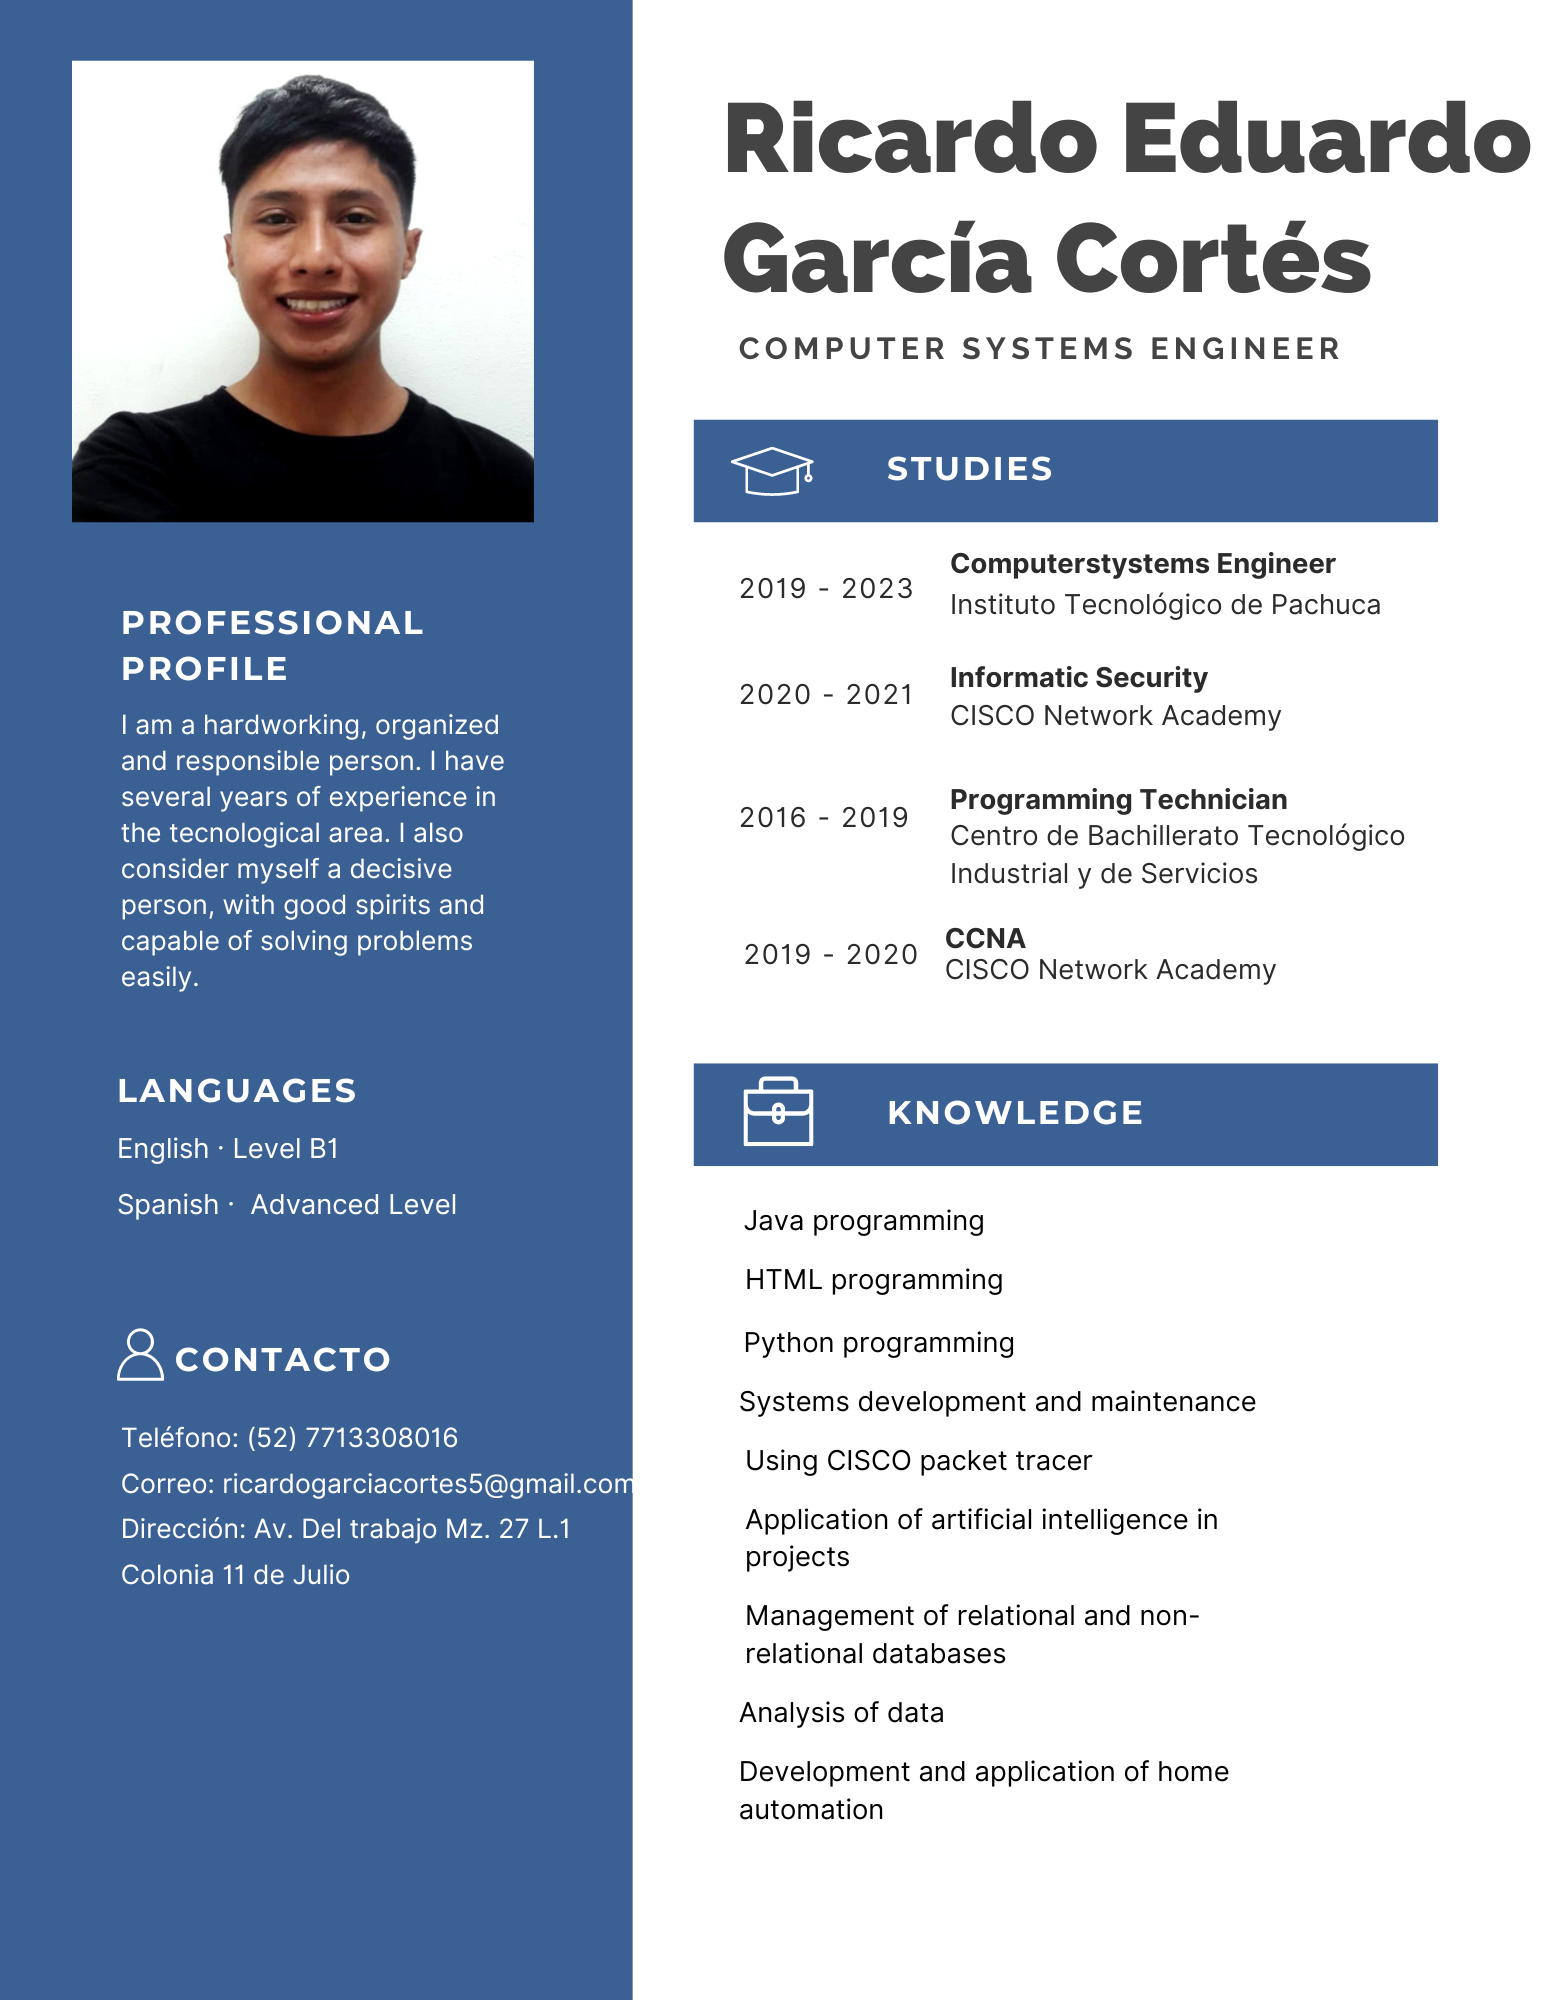 Ricardo Eduardo
García Cortés
COMPUTER SYSTEMS ENGINEER
PROFESSIONAL
PROFILE
I am a hardworking, organized
and responsible person. I have
several years of experience in
the tecnological area. I also
consider myself a decisive
person, with good spirits and
capable of solving problems
easily.
LANGUAGES
English · Level B1
Spanish ·  Advanced Level
CONTACTO
Teléfono: (52) 7713308016
Correo: ricardogarciacortes5@gmail.com
Dirección: Av. Del trabajo Mz. 27 L.1
Colonia 11 de Julio
STUDIES
2019 - 2023
Computerstystems Engineer
Instituto Tecnológico de Pachuca
2020 - 2021
Informatic Security
CISCO Network Academy
2016 - 2019
Programming Technician
Centro de Bachillerato Tecnológico
Industrial y de Servicios
2019 - 2020
CCNA
CISCO Network Academy
KNOWLEDGE
Java programming
HTML programming
Python programming
Systems development and maintenance
Using CISCO packet tracer
Application of artificial intelligence in
projects
Management of relational and non-
relational databases
Analysis of data
Development and application of home
automation